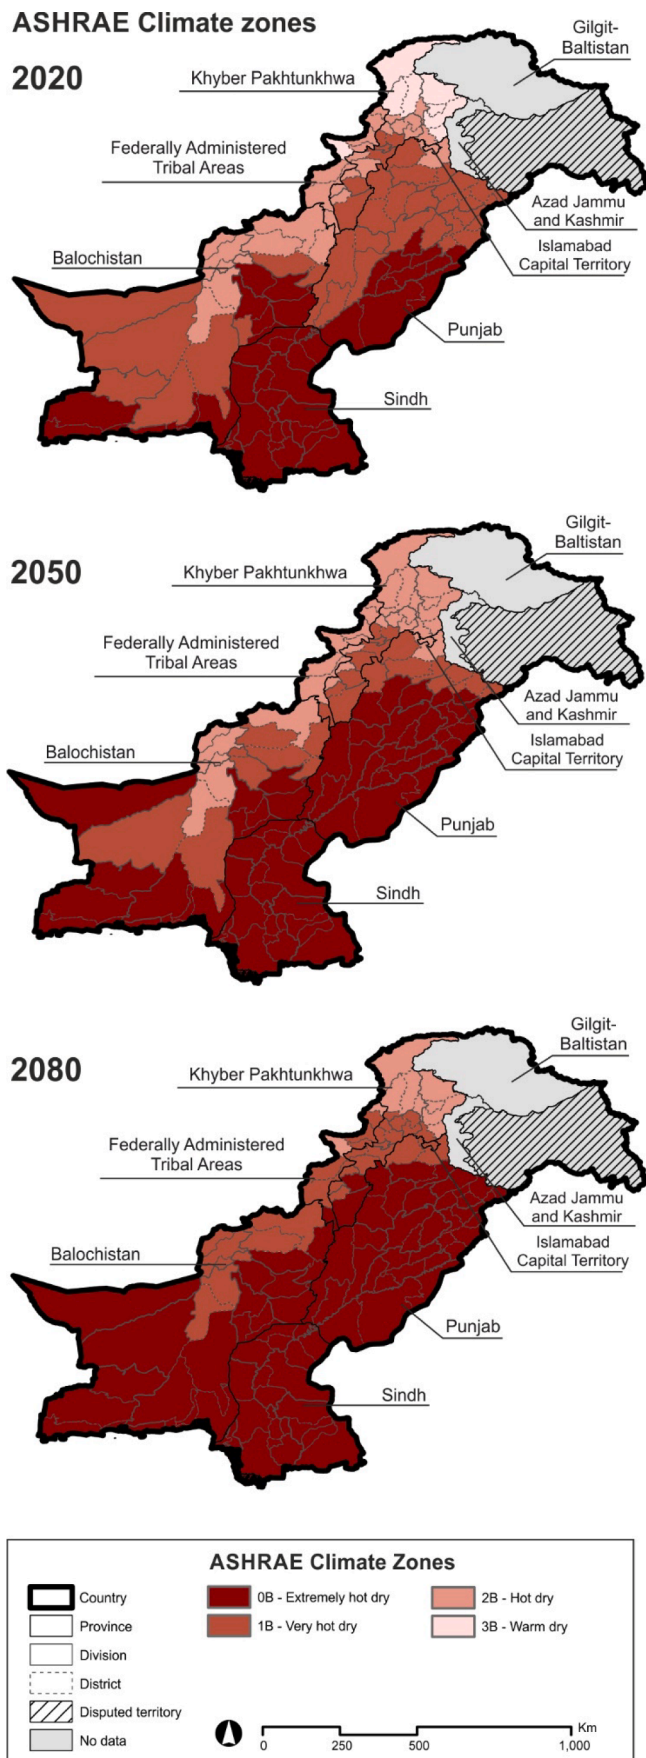 ASHRAE Climate zones
2020
Gilgit-
Baltistan
Khyber Pakhtunkhwa
Federally Administered
Tribal Areas
Azad Jammu
and Kashmir
Islamabad
Capital Territory
Balochistan
Punjab
Sindh
2050
Gilgit-
Baltistan
Khyber Pakhtunkhwa
Federally Administered
Tribal Areas
Azad Jammu
and Kashmir
Islamabad
Capital Territory
Balochistan
Punjab
Sindh
2080
Gilgit-
Baltistan
Khyber Pakhtunkhwa
Federally Administered
Tribal Areas
Azad Jammu
and Kashmir
Islamabad
Capital Territory
Balochistan
Punjab
Sindh
ASHRAE Climate Zones
Country
Province
Division
District
Disputed territory
No data
0B - Extremely hot dry
1B - Very hot dry
2B - Hot dry
3B - Warm dry
Km
0 250 500 1,000